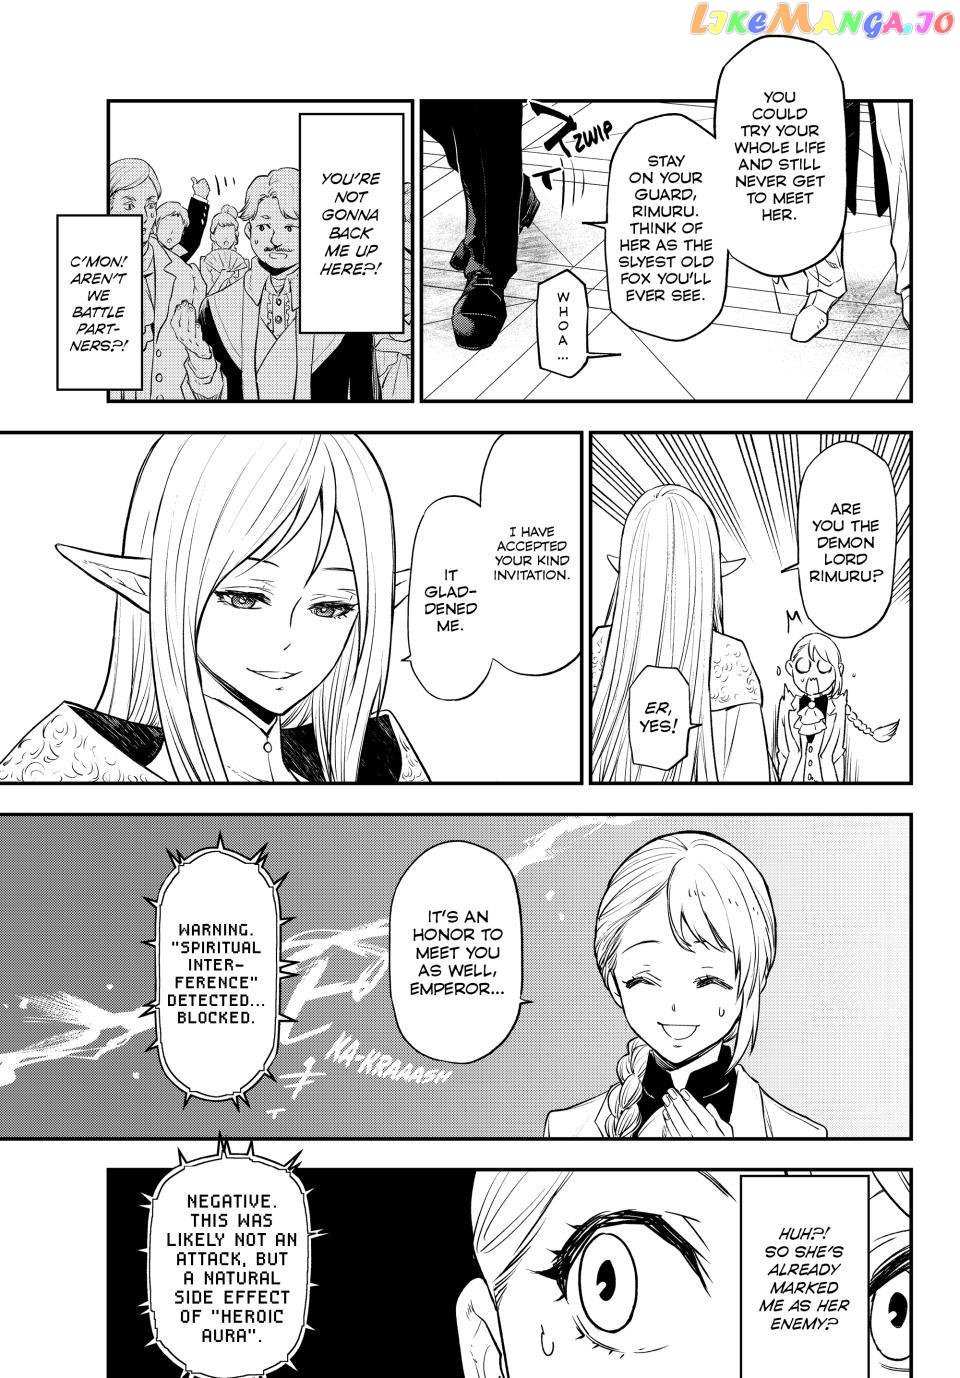 LIKEMANGA.IO
YOU
COULD
TRY YOUR
WHOLE LIFE
AND STILL
NEVER GET
TO MEET
HER.
STAY
ON YOUR
GUARD,
RIMURU.
THINK OF
HER AS THE
SLYEST OLD
FOX YOU'LL
EVER SEE.
ZWIP
WHOA...
YOU'RE
NOT
GONNA
BACK
ME UP
HERE?!
C'MON!
AREN'T
WE
BATTLE
PART-
NERS?!
ARE
YOU THE
DEMON
LORD
RIMURU?
ER,
YES!
I HAVE
ACCEPTED
YOUR KIND
INVITATION.
IT
GLAD-
DENED
ME.
IT'S AN
HONOR TO
MEET YOU
AS WELL,
EMPEROR...
KA-KRAAASH
WARNING.
"SPIRITUAL
INTER-
FERENCE"
DETECTED...
BLOCKED.
HUH?!
SO SHE'S
ALREADY
MARKED
ME AS HER
ENEMY?
NEGATIVE.
THIS WAS
LIKELY NOT AN
ATTACK, BUT
A NATURAL
SIDE EFFECT
OF "HEROIC
AURA".